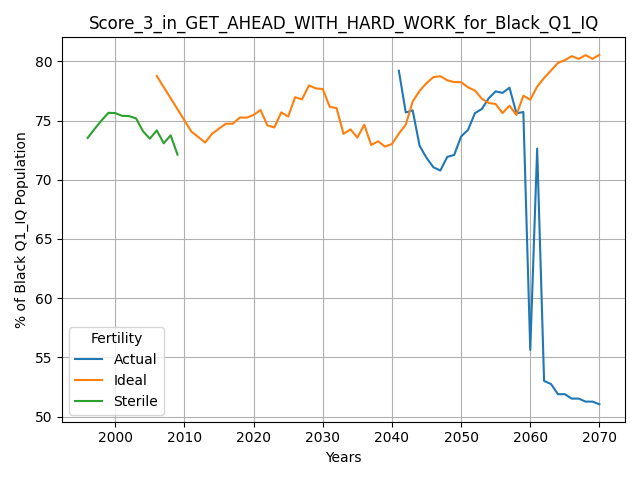 Score_3_in_GET_AHEAD_WITH_HARD_WORK_for_Black_Q1_IQ
% of Black Q1_IQ Population
80
75
70
65
60
55
50
Fertility
Actual
Ideal
Sterile
2000 2010 2020 2030 2040 2050 2060 2070
Years